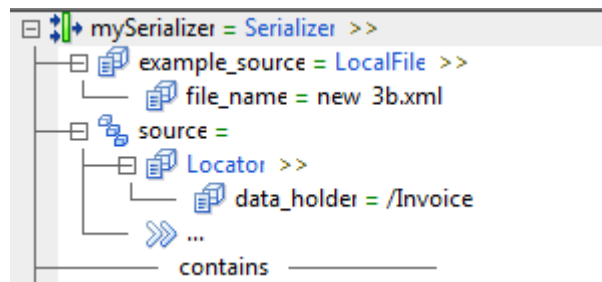 mySerializer = Serializer >>
example_source = LocalFile >>
file_name = new 3b.xml
source =
Locator >>
data_holder = /Invoice
...
contains